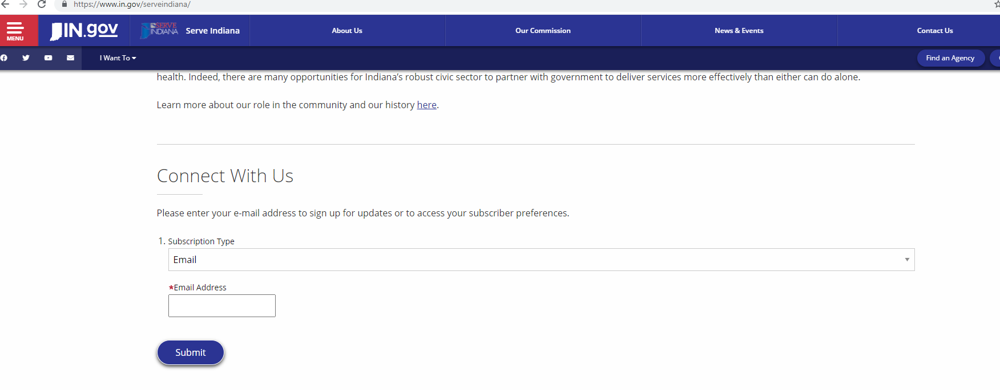 https://www.in.gov/serveindiana/
MENU
IN.gov
SERVE
INDIANA
Serve Indiana
About Us
Our Commission
News & Events
Contact Us
I Want To
Find an Agency
health. Indeed, there are many opportunities for Indiana’s robust civic sector to partner with government to deliver services more effectively than either can do alone.
Learn more about our role in the community and our history here.
Connect With Us
Please enter your e-mail address to sign up for updates or to access your subscriber preferences.
1. Subscription Type
Email
*Email Address
Submit